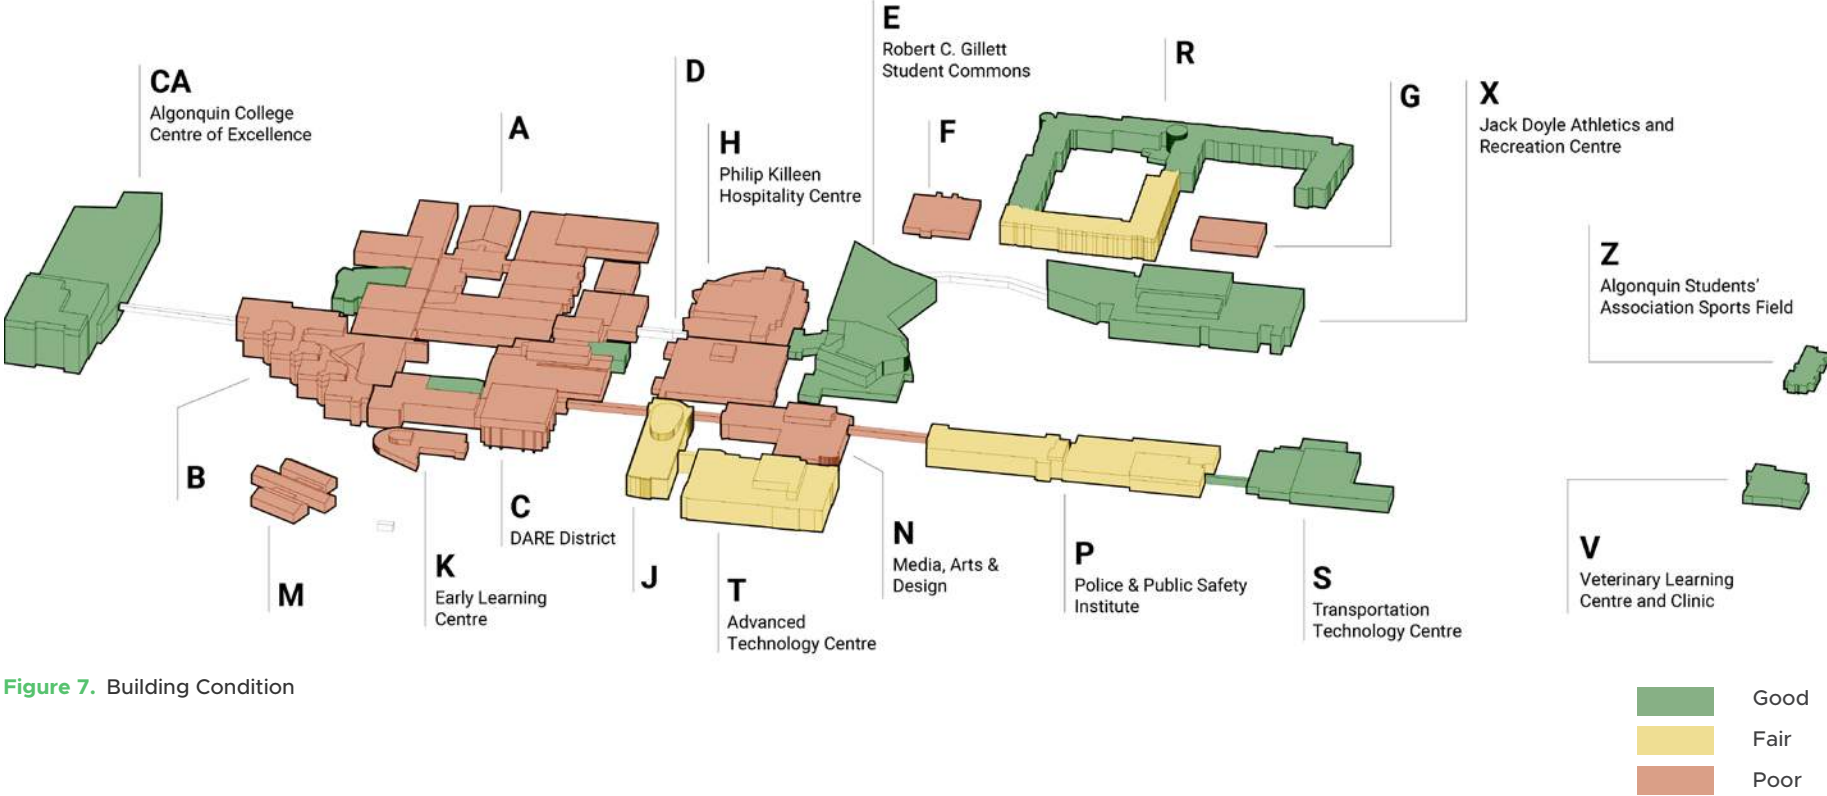 E
Robert C. Gillett
Student Commons
R
D
CA
Algonquin College
Centre of Excellence
G
X
Jack Doyle Athletics and
Recreation Centre
A
F
H
Philip Killeen
Hospitality Centre
Z
Algonquin Students'
Association Sports Field
B
C
DARE District
N
Media, Arts &
Design
V
Veterinary Learning
Centre and Clinic
P
Police & Public Safety
Institute
K
Early Learning
Centre
J
S
Transportation
Technology Centre
M
T
Advanced
Technology Centre
Figure 7. Building Condition
Good
Fair
Poor